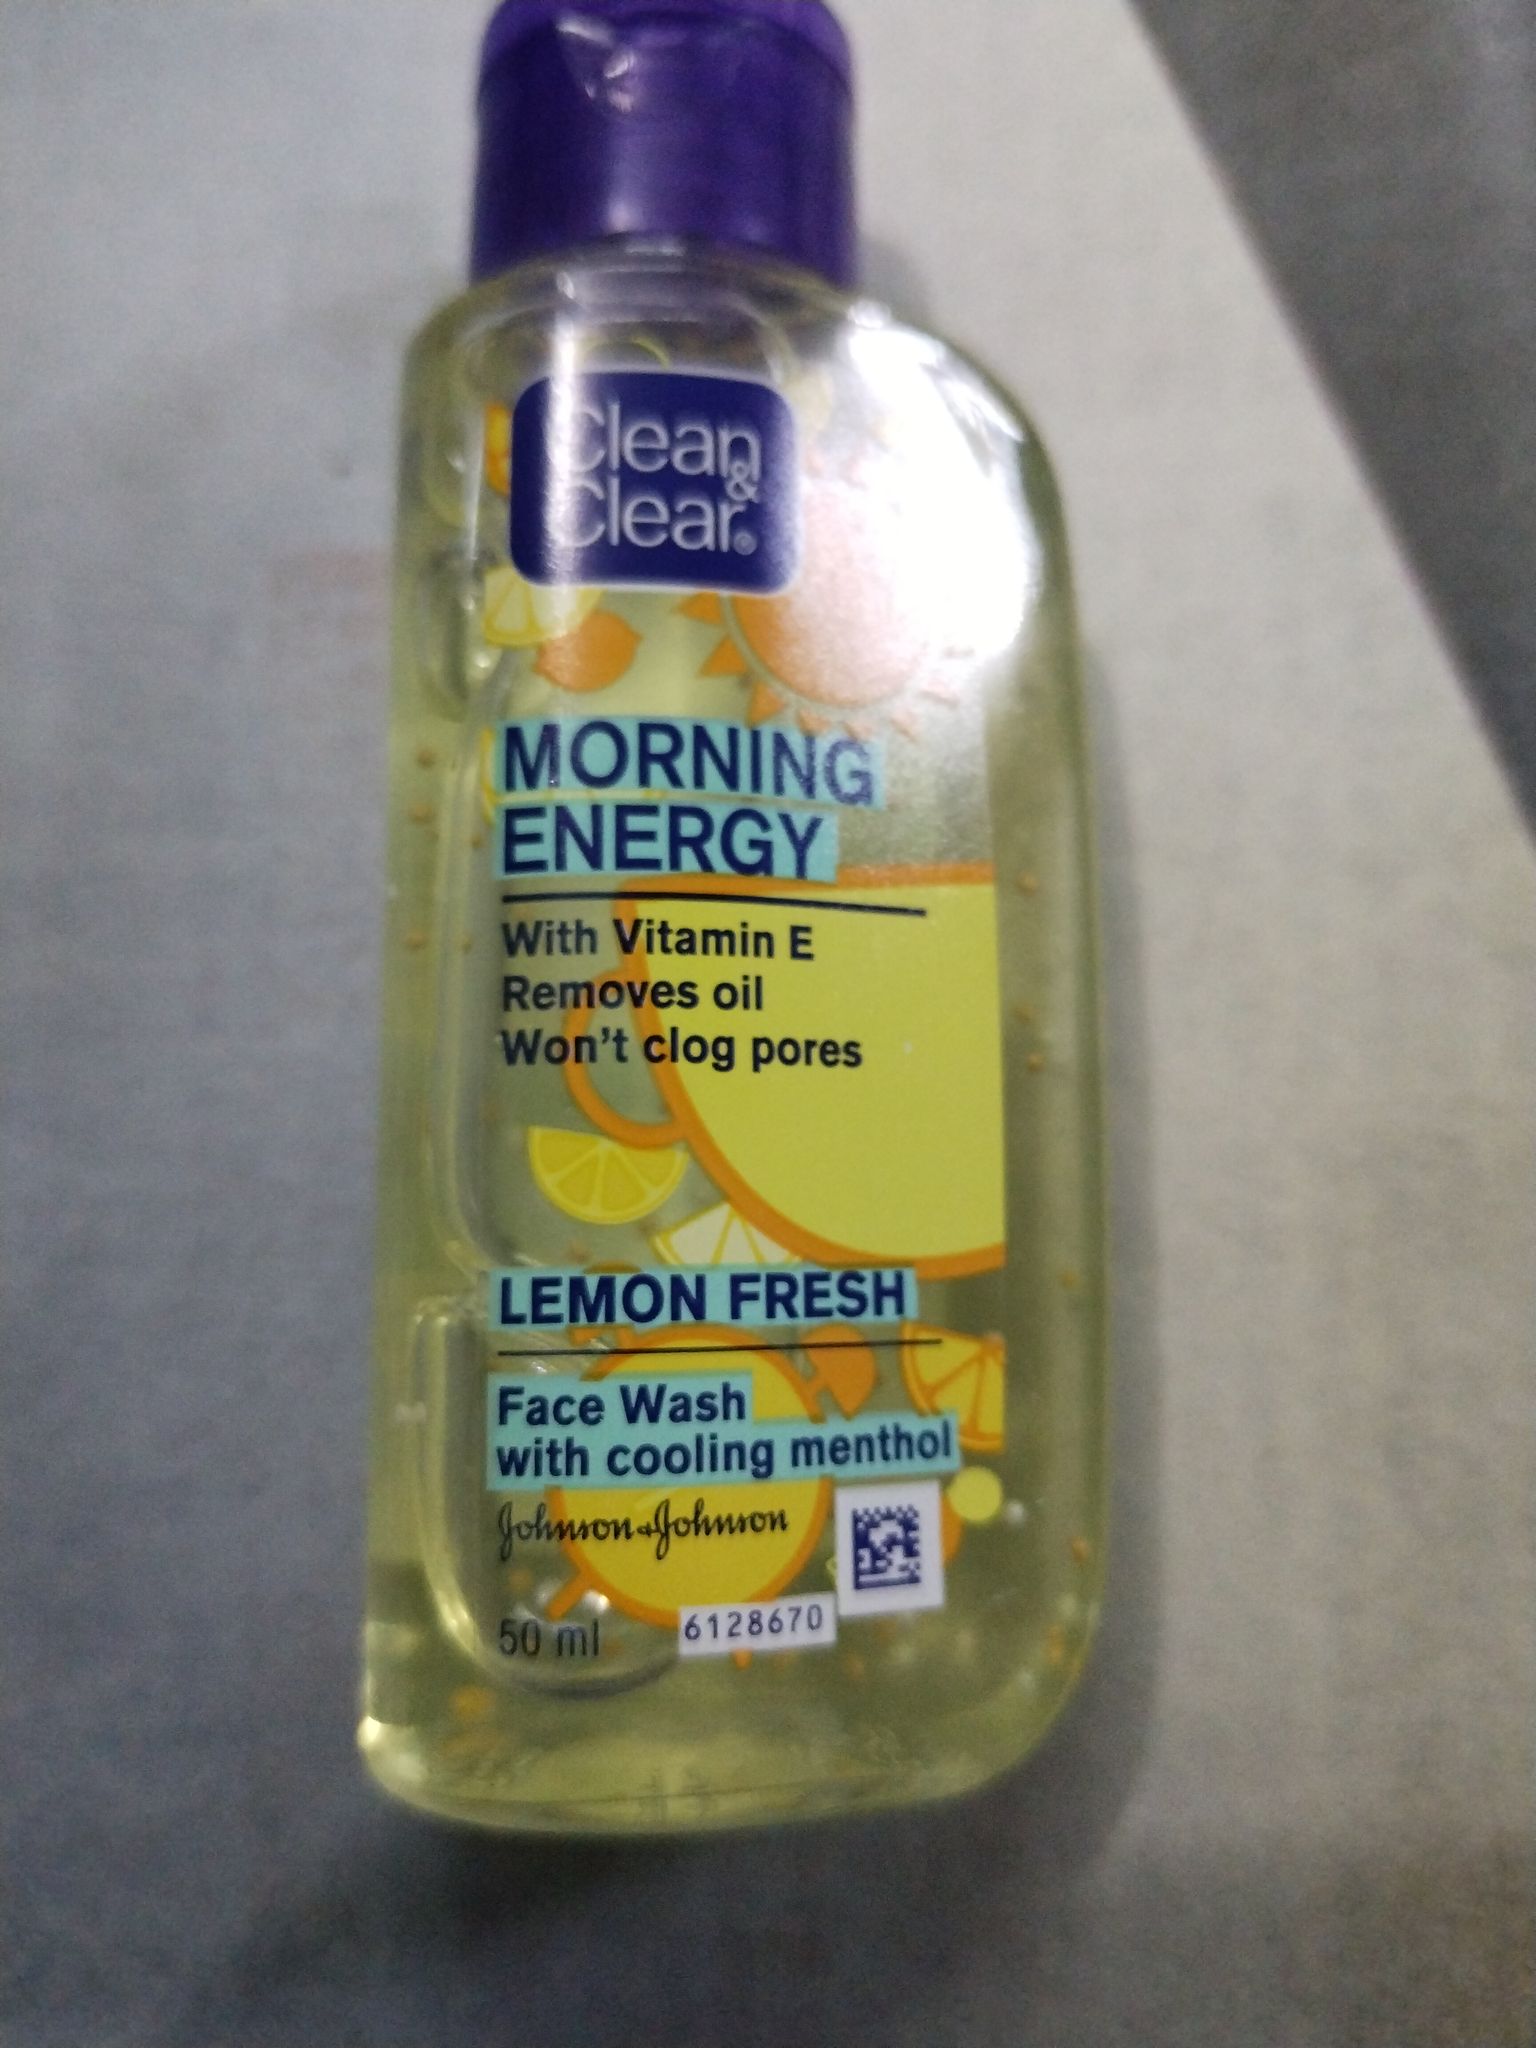 Clean
&
Clear®
MORNING
ENERGY
With Vitamin E
Removes oil
Won't clog pores
LEMON FRESH
Face Wash
with cooling menthol
Johnson & Johnson
50 ml
6128670